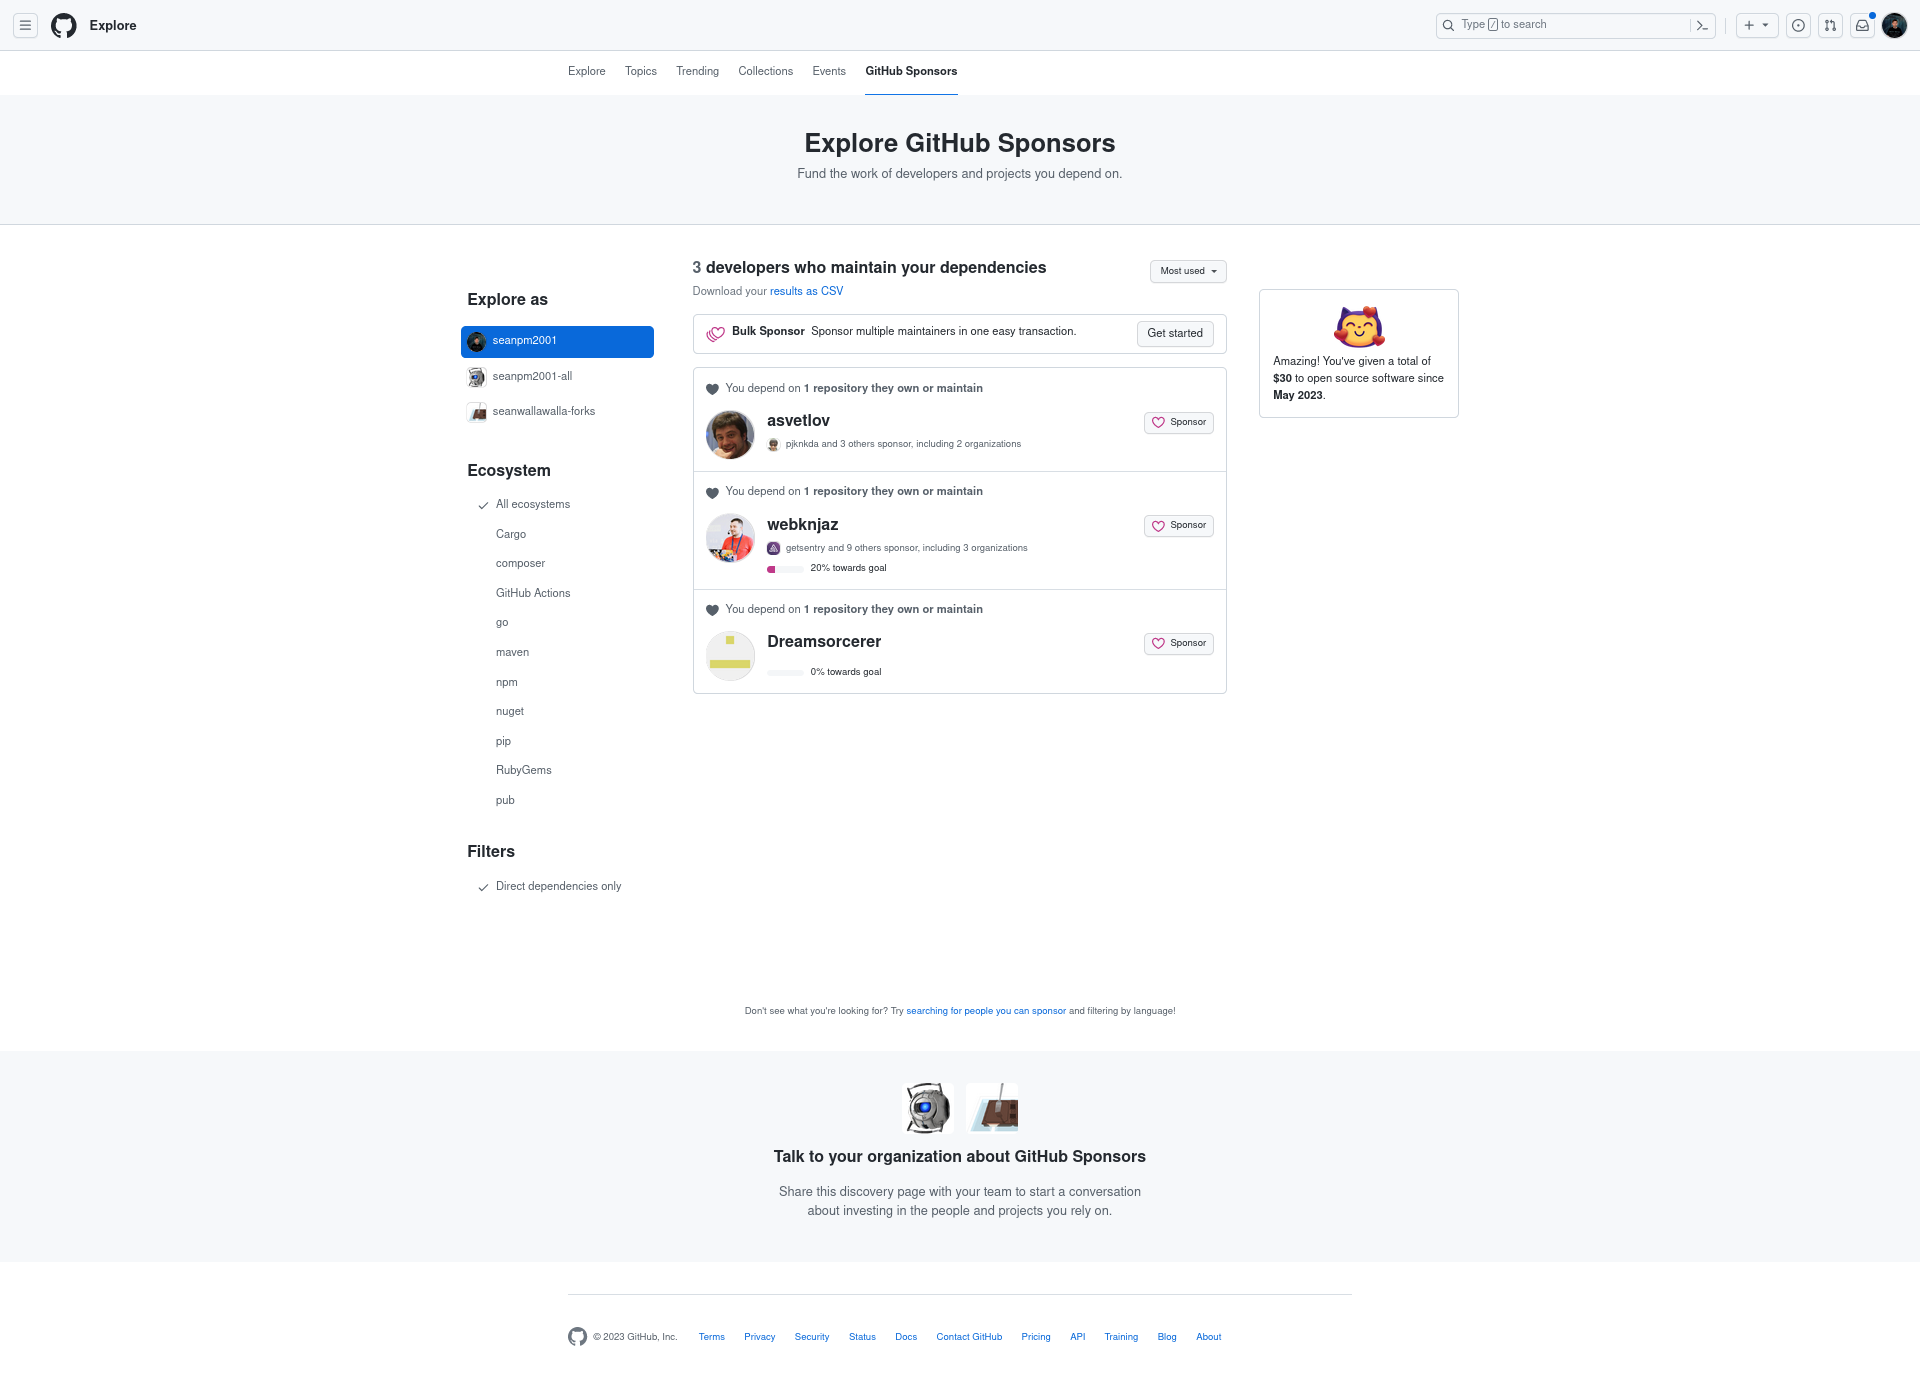 Explore
Type / to search
Explore Topics Trending Collections Events GitHub Sponsors
Explore GitHub Sponsors
Fund the work of developers and projects you depend on.
Explore as
seanpm2001
seanpm2001-all
seanwallawalla-forks
Ecosystem
All ecosystems
Cargo
composer
GitHub Actions
go
maven
npm
nuget
pip
RubyGems
pub
Filters
Direct dependencies only
3 developers who maintain your dependencies
Most used
Download your results as CSV
Bulk Sponsor Sponsor multiple maintainers in one easy transaction.
Get started
You depend on 1 repository they own or maintain
asvetlov
Sponsor
pjknkda and 3 others sponsor, including 2 organizations
You depend on 1 repository they own or maintain
webknjaz
Sponsor
getsentry and 9 others sponsor, including 3 organizations
20% towards goal
You depend on 1 repository they own or maintain
Dreamsorcerer
Sponsor
0% towards goal
Amazing! You've given a total of
$30 to open source software since
May 2023.
Don't see what you're looking for? Try searching for people you can sponsor and filtering by language!
Talk to your organization about GitHub Sponsors
Share this discovery page with your team to start a conversation
about investing in the people and projects you rely on.
© 2023 GitHub, Inc. Terms Privacy Security Status Docs Contact GitHub Pricing API Training Blog About